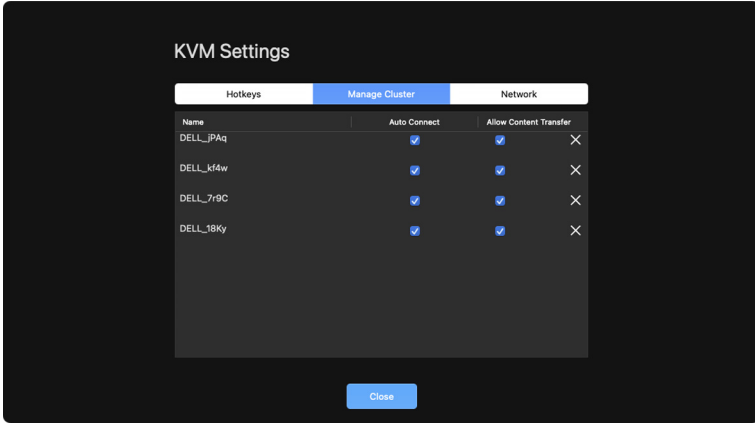 KVM Settings
Hotkeys Manage Cluster Network
Name Auto Connect Allow Content Transfer
DELL_jPAq
DELL_kf4w
DELL_7r9C
DELL_18Ky
Close